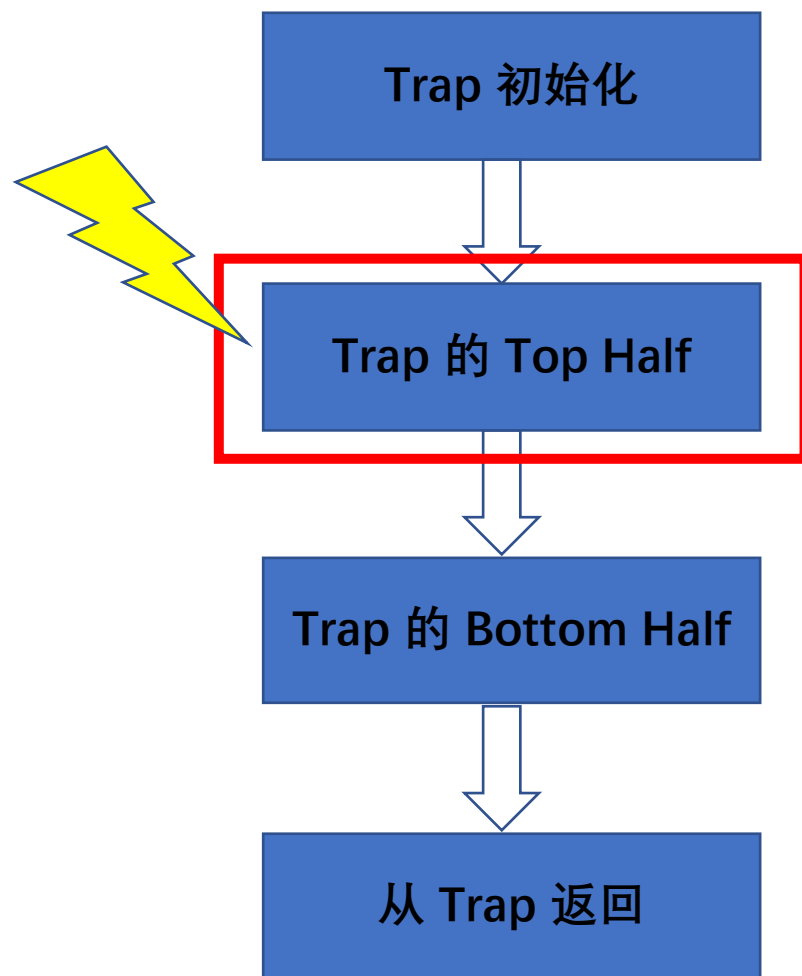 Trap 初始化
Trap 的 Top Half
Trap 的 Bottom Half
从 Trap 返回